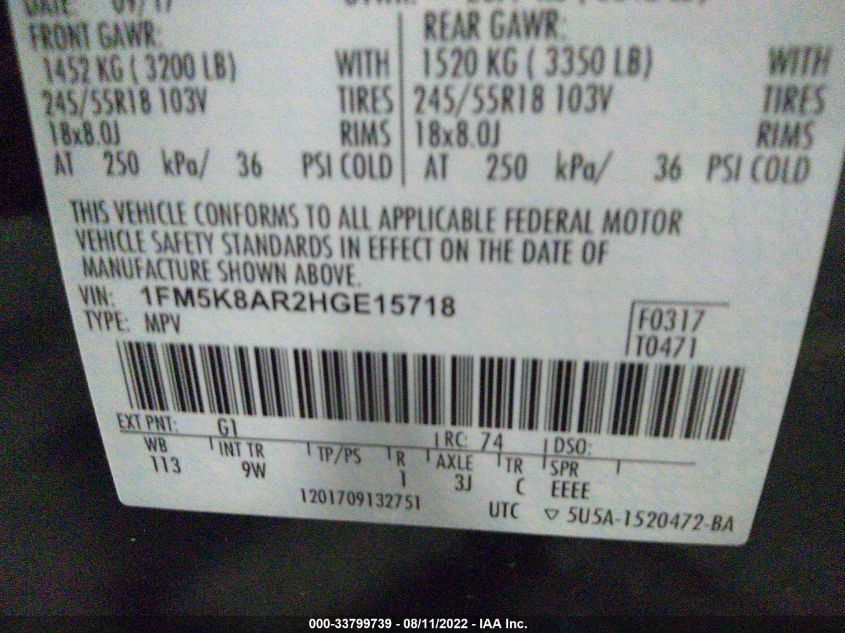 DATE: 09/17
FRONT GAWR: REAR GAWR:
1452 KG ( 3200 LB) WITH 1520 KG ( 3350 LB) WITH
245/55R18 103V TIRES 245/55R18 103V TIRES
18x8.0J RIMS 18x8.0J RIMS
AT 250 kPa/ 36 PSI COLD AT 250 kPa/ 36 PSI COLD
THIS VEHICLE CONFORMS TO ALL APPLICABLE FEDERAL MOTOR
VEHICLE SAFETY STANDARDS IN EFFECT ON THE DATE OF
MANUFACTURE SHOWN ABOVE.
VIN: 1FM5K8AR2HGE15718
TYPE: MPV
F0317
T0471
EXT PNT: G1 RC: 74 DSO:
WB INT TR TP/PS R AXLE TR SPR
113 9W 1 3J C EEEE
1201709132751 UTC ▽ 5U5A-1520472-BA
000-33799739 - 08/11/2022 - IAA Inc.